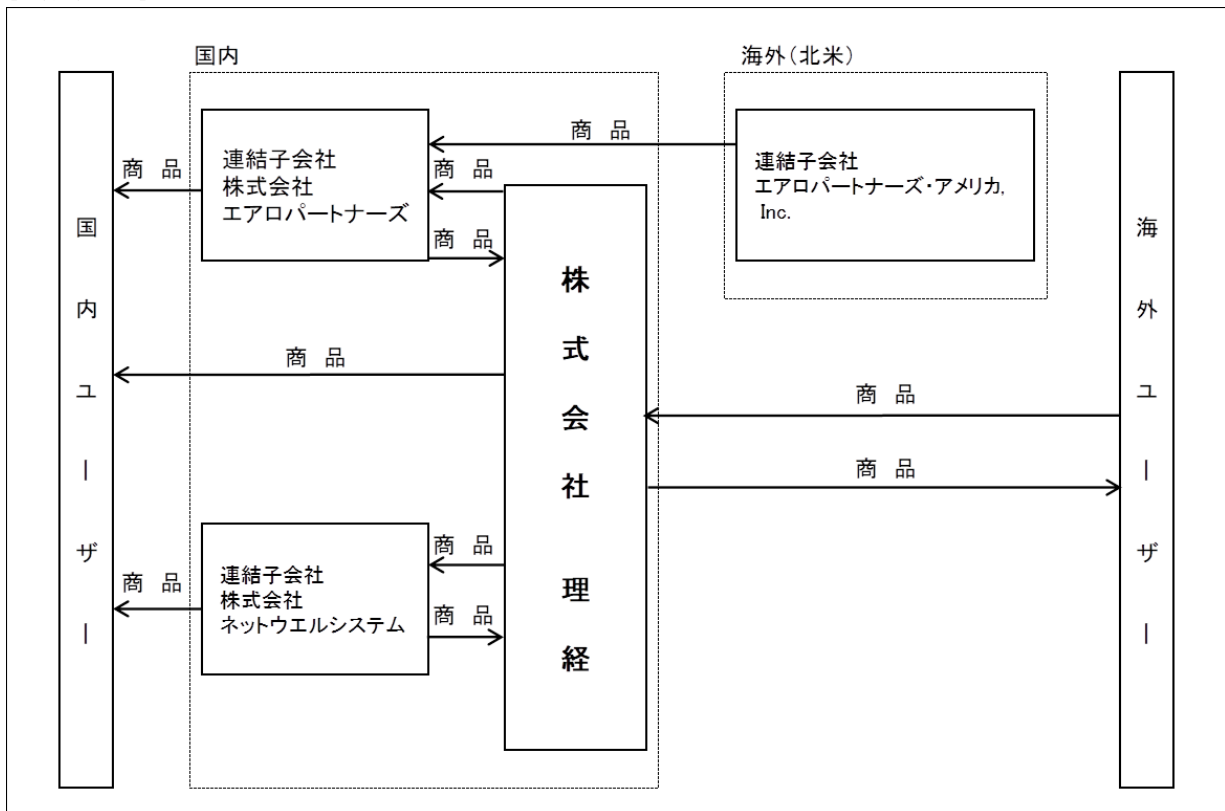 国内
海外(北米)
商 品
連結子会社
株式会社
エアロパートナーズ
商 品
商 品
商 品
連結子会社
エアロパートナーズ・アメリカ,
Inc.
国内ユーザー
株式会社 理経
海外ユーザー
商 品
商 品
商 品
商 品
連結子会社
株式会社
ネットウエルシステム
商 品
商 品